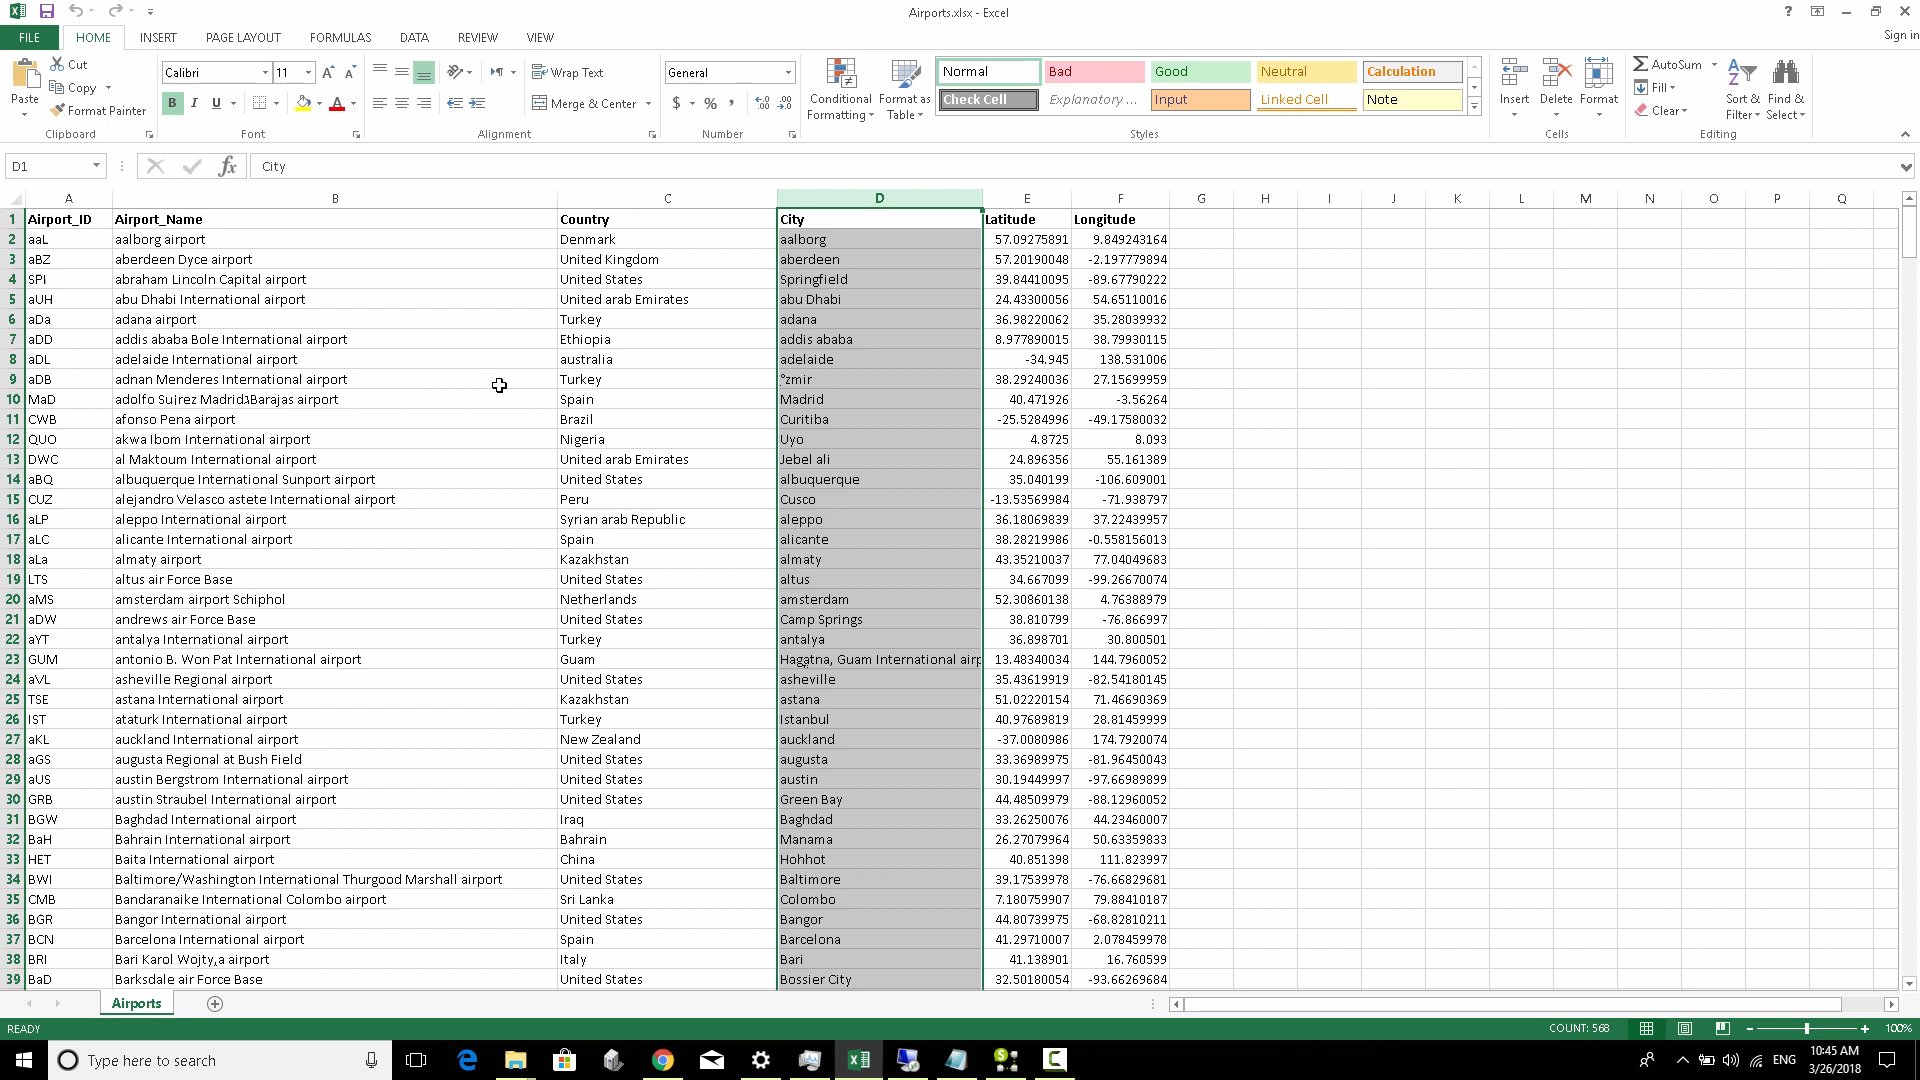 Airports.xlsx - Excel
Sign in
FILE HOME INSERT PAGE LAYOUT FORMULAS DATA REVIEW VIEW
Paste
Cut
Copy
Format Painter
Clipboard
Calibri 11
B I U
Font
Wrap Text
Merge & Center
Alignment
General
$ % ,
Number
Conditional Formatting
Format as Table
Normal Bad Good Neutral Calculation
Check Cell Explanatory ... Input Linked Cell Note
Styles
Insert Delete Format
Cells
AutoSum
Fill
Clear
Sort & Filter
Find & Select
Editing
D1 fx City
A B C D E F G H I J K L M N O P Q
1 Airport_ID Airport_Name Country City Latitude Longitude
2 aaL aalborg airport Denmark aalborg 57.09275891 9.849243164
3 aBZ aberdeen Dyce airport United Kingdom aberdeen 57.20190048 -2.197779894
4 SPI abraham Lincoln Capital airport United States Springfield 39.84410095 -89.67790222
5 aUH abu Dhabi International airport United arab Emirates abu Dhabi 24.43300056 54.65110016
6 aDa adana airport Turkey adana 36.98220062 35.28039932
7 aDD addis ababa Bole International airport Ethiopia addis ababa 8.977890015 38.79930115
8 aDL adelaide International airport australia adelaide -34.945 138.531006
9 aDB adnan Menderes International airport Turkey °zmir 38.29240036 27.15699959
10 MaD adolfo Su¡rez airport Spain Madrid 40.471926 -3.56264
11 CWB afonso Pena airport Brazil Curitiba -25.5284996 -49.17580032
12 QUO akwa Ibom International airport Nigeria Uyo 4.8725 8.093
13 DWC al Maktoum International airport United arab Emirates Jebel ali 24.896356 55.161389
14 aBQ albuquerque International Sunport airport United States albuquerque 35.040199 -106.609001
15 CUZ alejandro Velasco astete International airport Peru Cusco -13.53569984 -71.938797
16 aLP aleppo International airport Syrian arab Republic aleppo 36.18069839 37.22439957
17 aLC alicante International airport Spain alicante 38.28219986 -0.558156013
18 aLa almaty airport Kazakhstan almaty 43.35210037 77.04049683
19 LTS altus air Force Base United States altus 34.667099 -99.26670074
20 aMS amsterdam airport Schiphol Netherlands amsterdam 52.30860138 4.76388979
21 aDW andrews air Force Base United States Camp Springs 38.810799 -76.866997
22 aYT antalya International airport Turkey antalya 36.898701 30.800501
23 GUM antonio B. Won Pat International airport Guam Hagåtna, Guam International airp 13.48340034 144.7960052
24 aVL asheville Regional airport United States asheville 35.43619919 -82.54180145
25 TSE astana International airport Kazakhstan astana 51.02220154 71.46690369
26 IST ataturk International airport Turkey Istanbul 40.97689819 28.81459999
27 aKL auckland International airport New Zealand auckland -37.0080986 174.7920074
28 aGS augusta Regional at Bush Field United States augusta 33.36989975 -81.96450043
29 aUS austin Bergstrom International airport United States austin 30.19449997 -97.66989899
30 GRB austin Straubel International airport United States Green Bay 44.48509979 -88.12960052
31 BGW Baghdad International airport Iraq Baghdad 33.26250076 44.23460007
32 BaH Bahrain International airport Bahrain Manama 26.27079964 50.63359833
33 HET Baita International airport China Hohhot 40.851398 111.823997
34 BWI Baltimore/Washington International Thurgood Marshall airport United States Baltimore 39.17539978 -76.66829681
35 CMB Bandaranaike International Colombo airport Sri Lanka Colombo 7.180759907 79.88410187
36 BGR Bangor International airport United States Bangor 44.80739975 -68.82810211
37 BCN Barcelona International airport Spain Barcelona 41.29710007 2.078459978
38 BRI Bari Karol Wojty‚a airport Italy Bari 41.138901 16.760599
39 BaD Barksdale air Force Base United States Bossier City 32.50180054 -93.66269684
Airports
READY COUNT: 568 100%
Type here to search
ENG 10:45 AM
3/26/2018